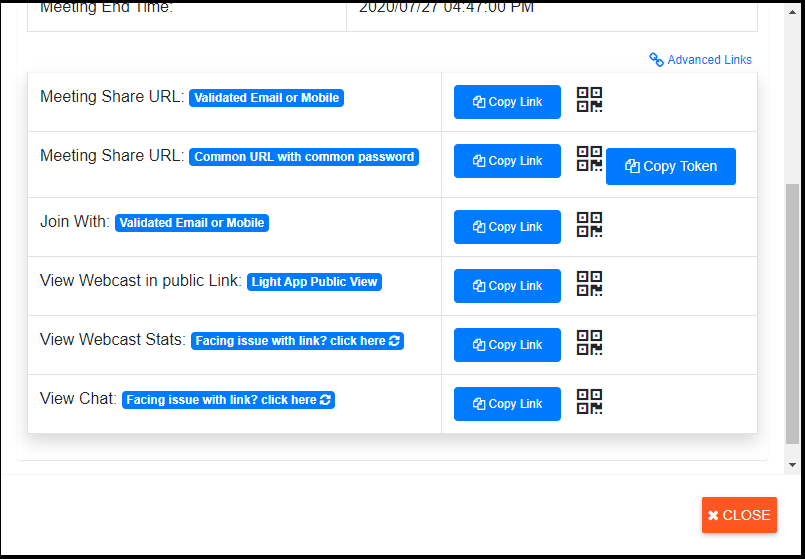 Meeting End Time: 2020/07/27 04:47:00 PM
Advanced Links
Meeting Share URL: Validated Email or Mobile Copy Link
Meeting Share URL: Common URL with common password Copy Link Copy Token
Join With: Validated Email or Mobile Copy Link
View Webcast in public Link: Light App Public View Copy Link
View Webcast Stats: Facing issue with link? click here Copy Link
View Chat: Facing issue with link? click here Copy Link
CLOSE